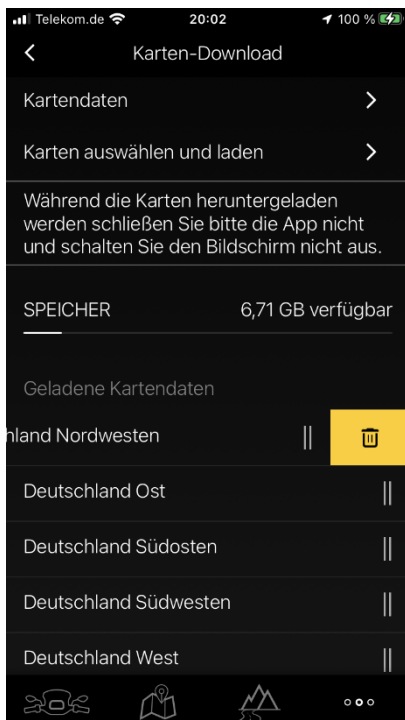 Telekom.de 20:02 100 %
Karten-Download
Kartendaten
Karten auswählen und laden
Während die Karten heruntergeladen
werden schließen Sie bitte die App nicht
und schalten Sie den Bildschirm nicht aus.
SPEICHER 6,71 GB verfügbar
Geladene Kartendaten
hland Nordwesten
Deutschland Ost
Deutschland Südosten
Deutschland Südwesten
Deutschland West